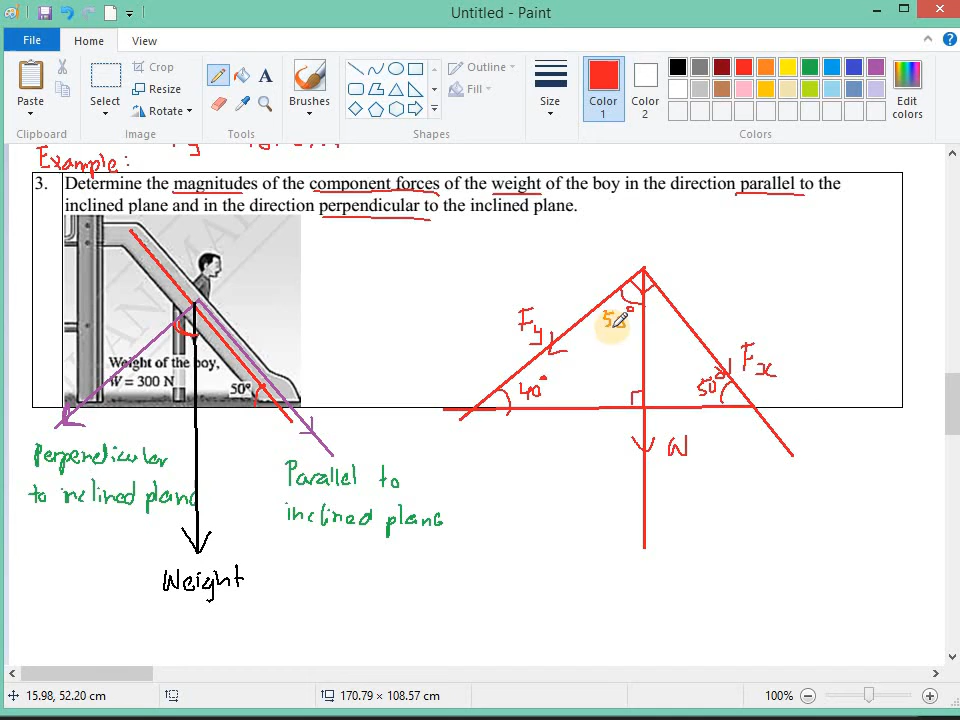 Untitled - Paint
File Home View
Paste
Select
Crop
Resize
Rotate
A
Brushes
Outline
Fill
Size
Color 1
Color 2
Edit colors
Clipboard
Image
Tools
Shapes
Colors
Example:
3. Determine the magnitudes of the component forces of the weight of the boy in the direction parallel to the
inclined plane and in the direction perpendicular to the inclined plane.
Weight of the boy,
W = 300 N
50°
Fy
40°
50
Fx
W
Perpendicular
to inclined plane
Parallel to
inclined plane
Weight
15.98, 52.20 cm
170.79 × 108.57 cm
100%